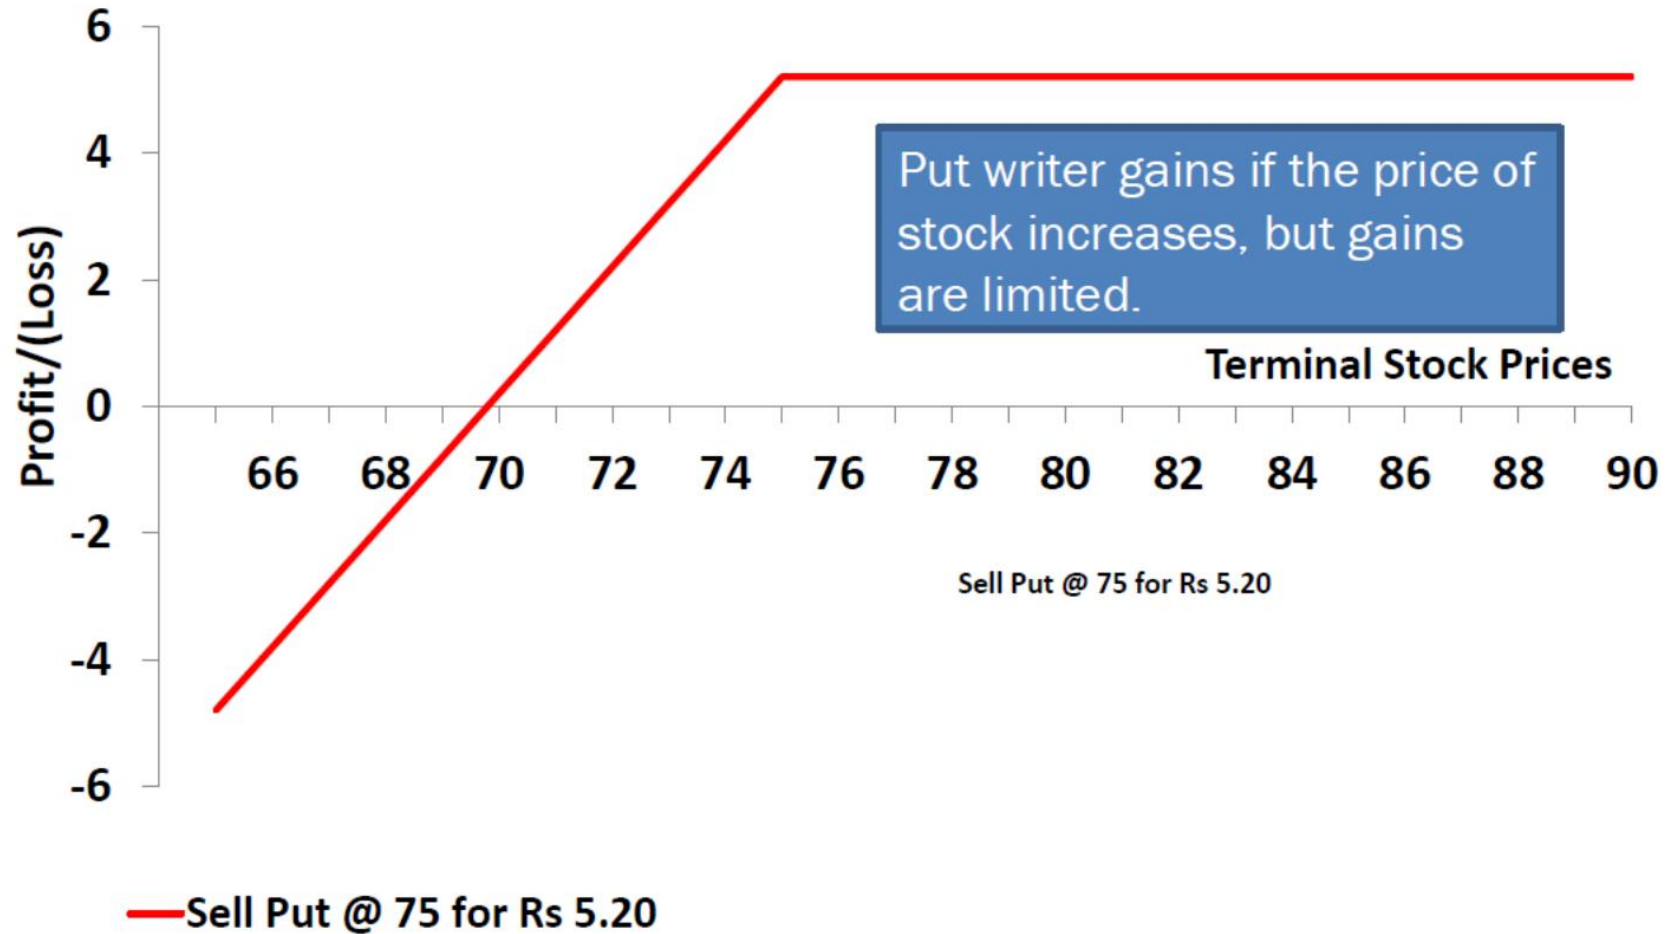 6
4
2
0
-2
-4
-6
Profit/(Loss)
Put writer gains if the price of
stock increases, but gains
are limited.
Terminal Stock Prices
66 68 70 72 74 76 78 80 82 84 86 88 90
Sell Put @ 75 for Rs 5.20
Sell Put @ 75 for Rs 5.20